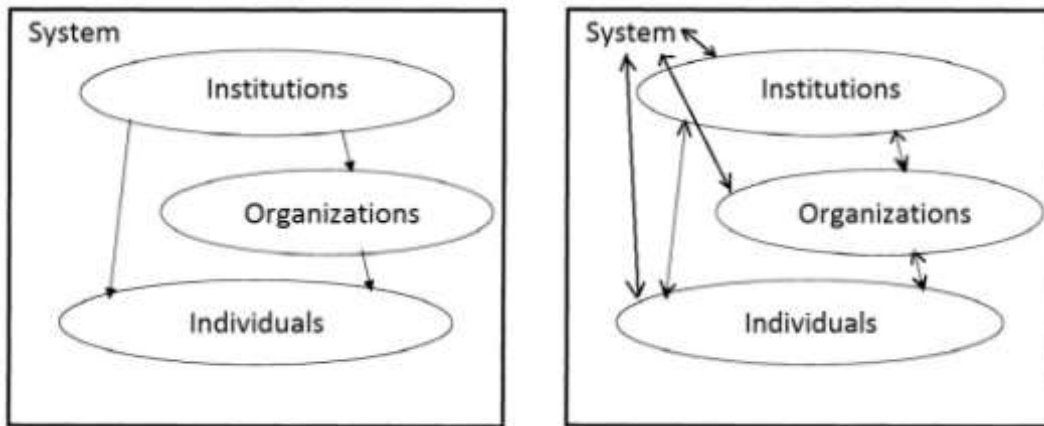 System
Institutions
Organizations
Individuals
System
Institutions
Organizations
Individuals